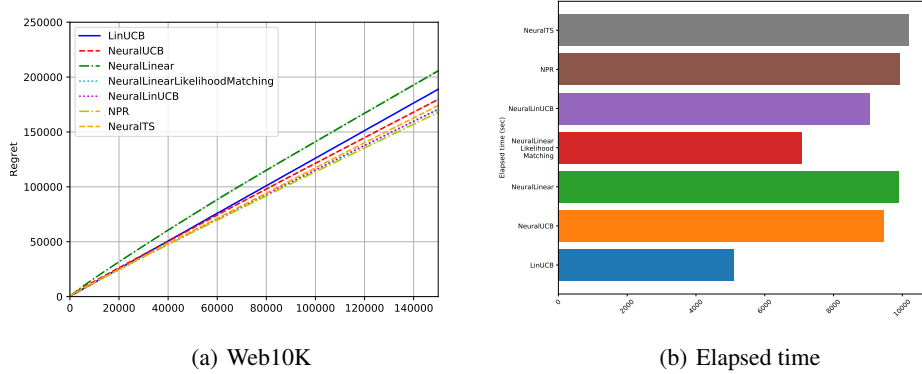 250000
200000
150000
100000
50000
0
Regret
LinUCB
NeuralUCB
NeuralLinear
NeuralLinearLikelihoodMatching
NeuralLinUCB
NPR
NeuralTS
0 20000 40000 60000 80000 100000 120000 140000
(a) Web10K
Elapsed time (sec)
NeuralTS
NPR
NeuralLinUCB
NeuralLinear
Likelihood
Matching
NeuralLinear
NeuralUCB
LinUCB
0 2000 4000 6000 8000 10000
(b) Elapsed time